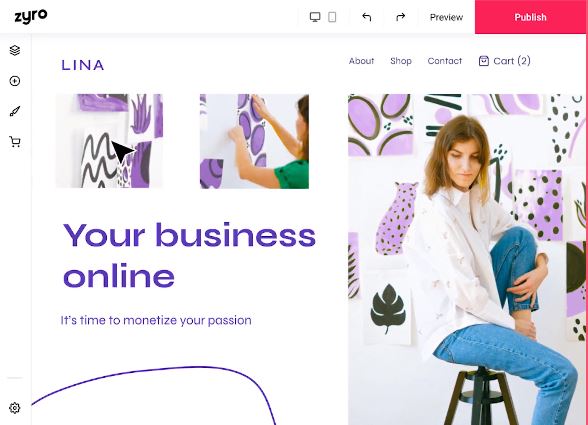 zyro
Preview
Publish
LINA
About
Shop
Contact
Cart (2)
Your business
online
It's time to monetize your passion